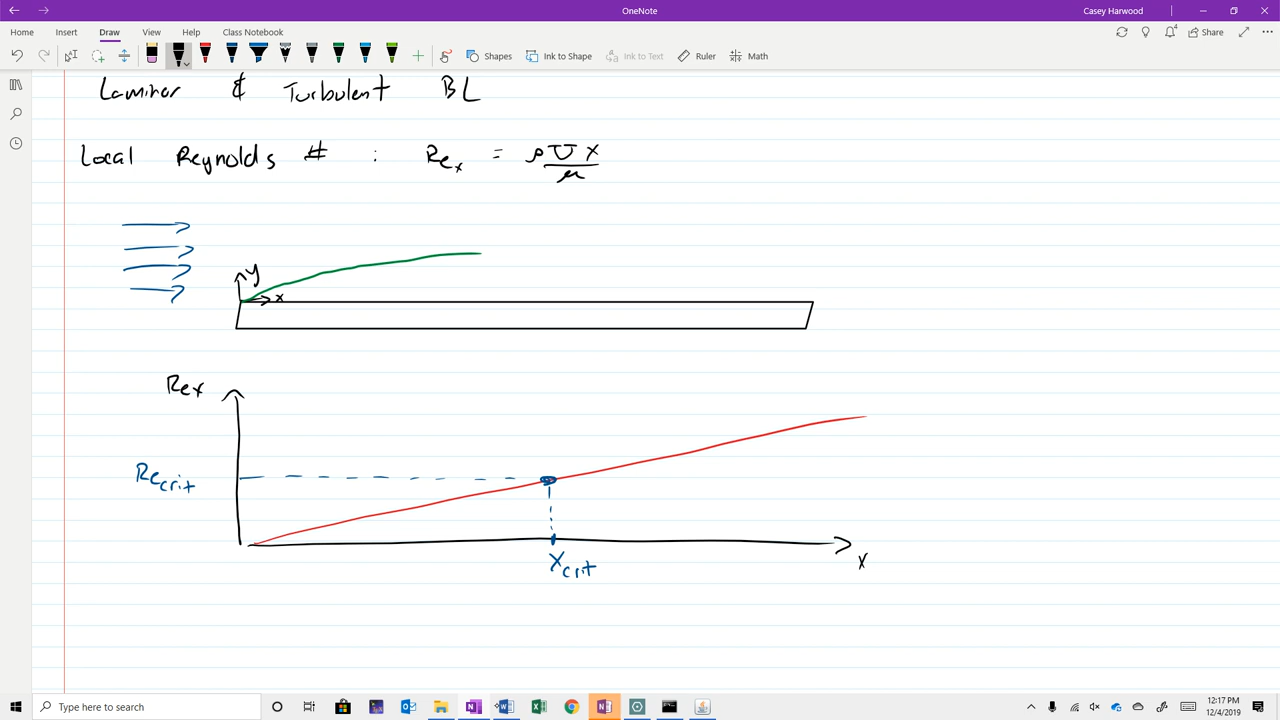 OneNote
Casey Harwood
Home Insert Draw View Help Class Notebook
Share
Shapes Ink to Shape Ink to Text Ruler Math
Laminar & Turbulent BL
Local Reynolds # : Rex = ρUx/μ
y
x
Rex
Recrit
Xcrit
x
Type here to search
12:17 PM
12/4/2019